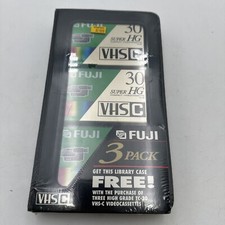 30
SUPER HG
VHS C
FUJI
30
SUPER HG
VHS C
FUJI
3 PACK
GET THIS LIBRARY CASE
FREE!
WITH THE PURCHASE OF
THREE HIGH GRADE TC-30
VHS-C VIDEOCASSETTES
VHS C